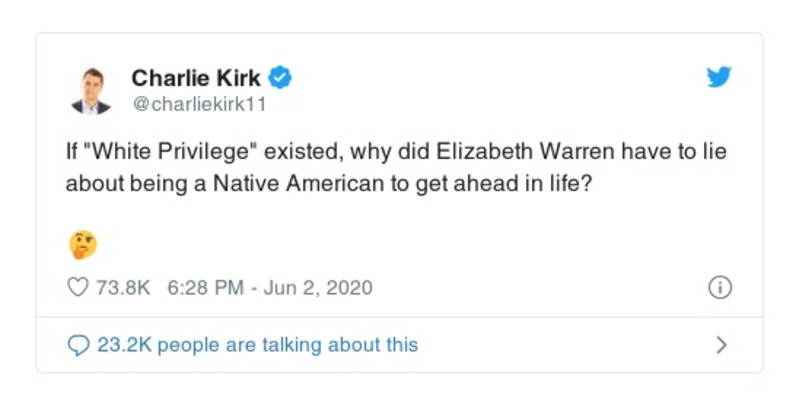 Charlie Kirk
@charliekirk11
If "White Privilege" existed, why did Elizabeth Warren have to lie
about being a Native American to get ahead in life?
🤔
73.8K 6:28 PM - Jun 2, 2020
23.2K people are talking about this